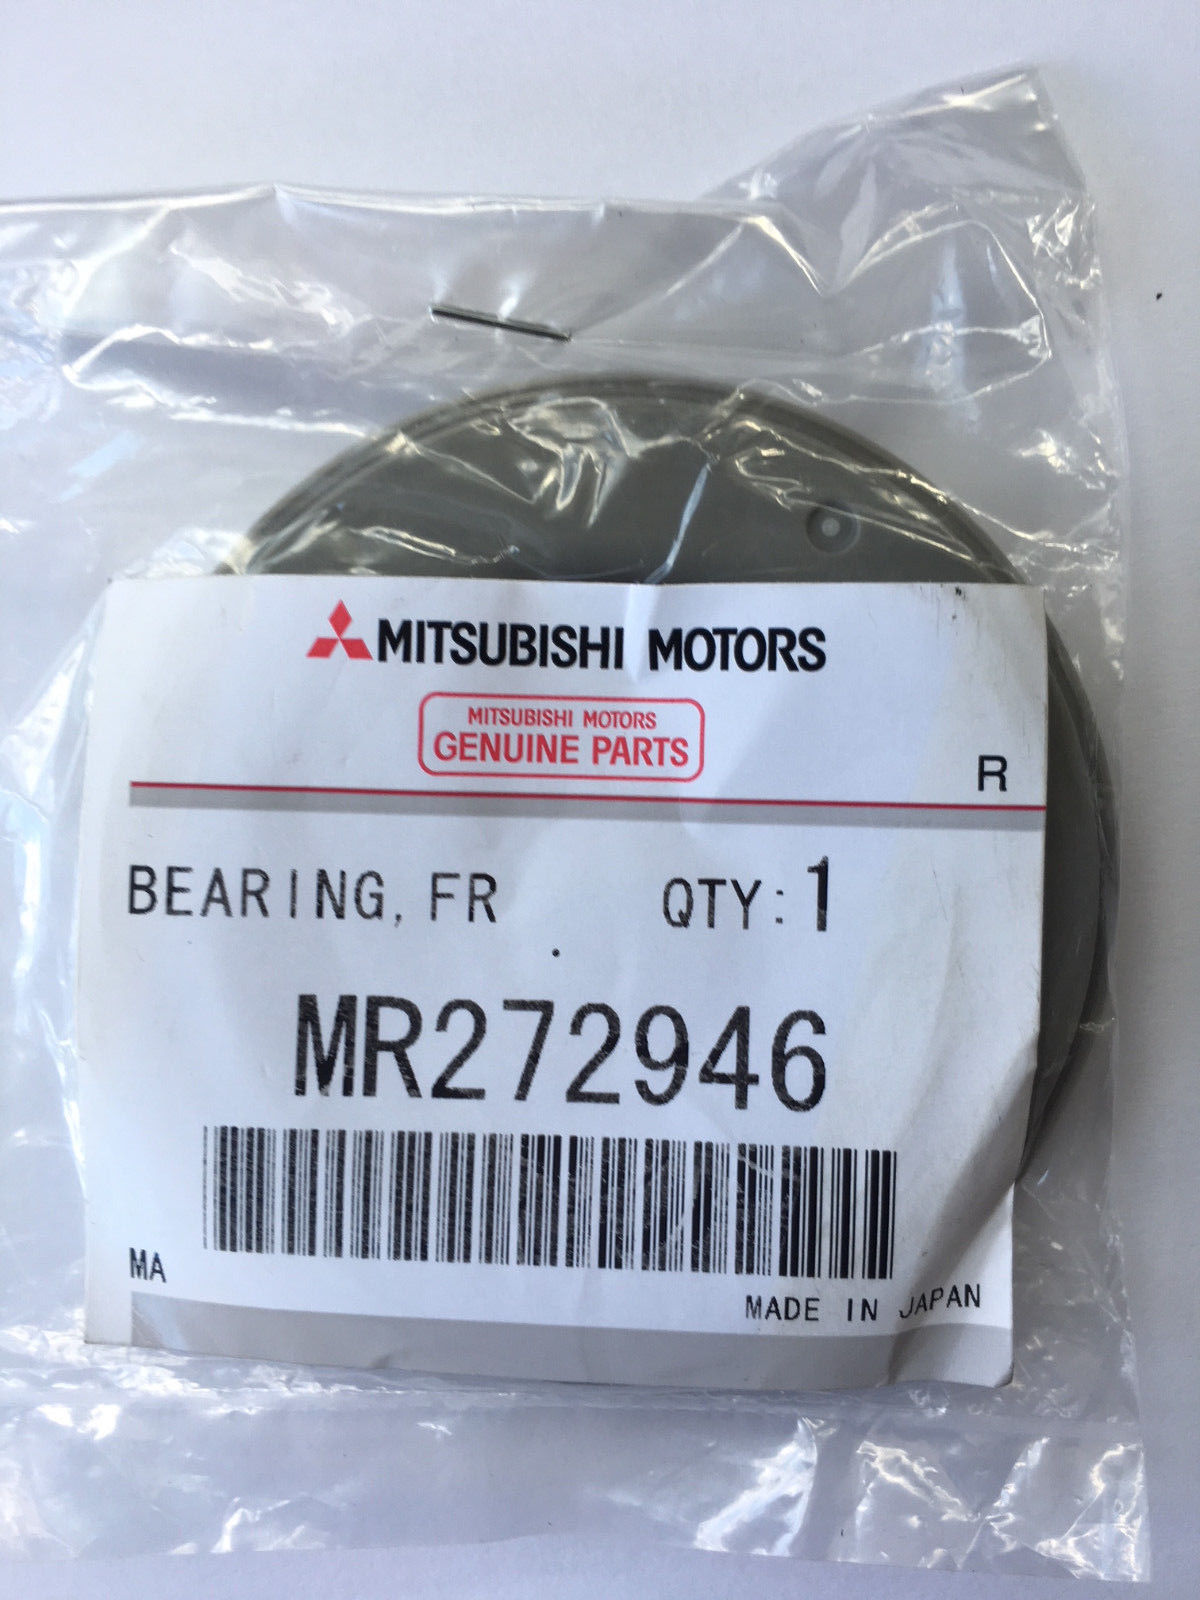 MITSUBISHI MOTORS
MITSUBISHI MOTORS
GENUINE PARTS
R
BEARING, FR QTY: 1
MR272946
MA
MADE IN JAPAN